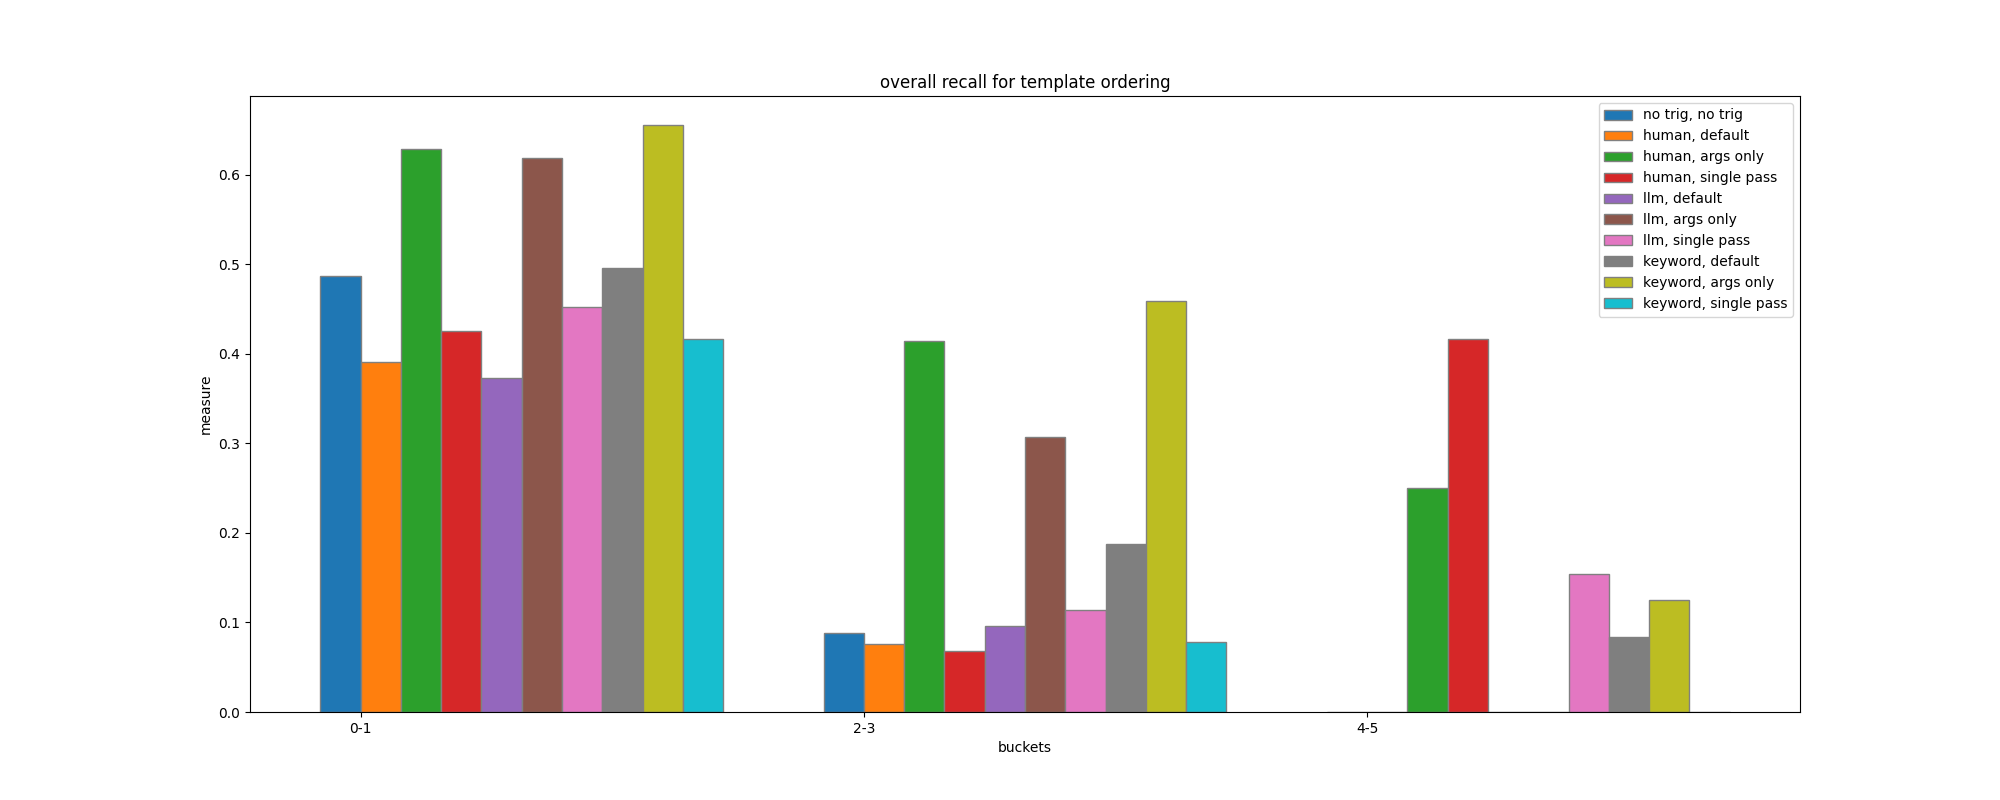 overall recall for template ordering
no trig, no trig
human, default
human, args only
human, single pass
llm, default
llm, args only
llm, single pass
keyword, default
keyword, args only
keyword, single pass
measure
0.6
0.5
0.4
0.3
0.2
0.1
0.0
0-1 2-3 4-5
buckets